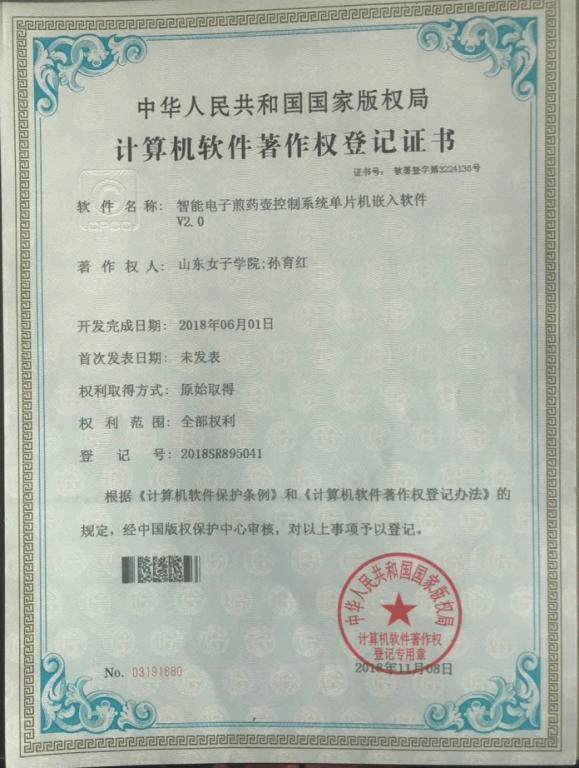 中华人民共和国国家版权局
计算机软件著作权登记证书
证书号： 软著登字第3224136号
软件名称： 智能电子煎药壶控制系统单片机嵌入软件
V2.0
CPCC
著作权人： 山东女子学院;孙育红
开发完成日期： 2018年06月01日
首次发表日期： 未发表
权利取得方式： 原始取得
权利范围： 全部权利
登记号： 2018SR895041
根据《计算机软件保护条例》和《计算机软件著作权登记办法》的
规定，经中国版权保护中心审核，对以上事项予以登记。
中华人民共和国国家版权局
计算机软件著作权
登记专用章
No. 03191680
2018年11月08日